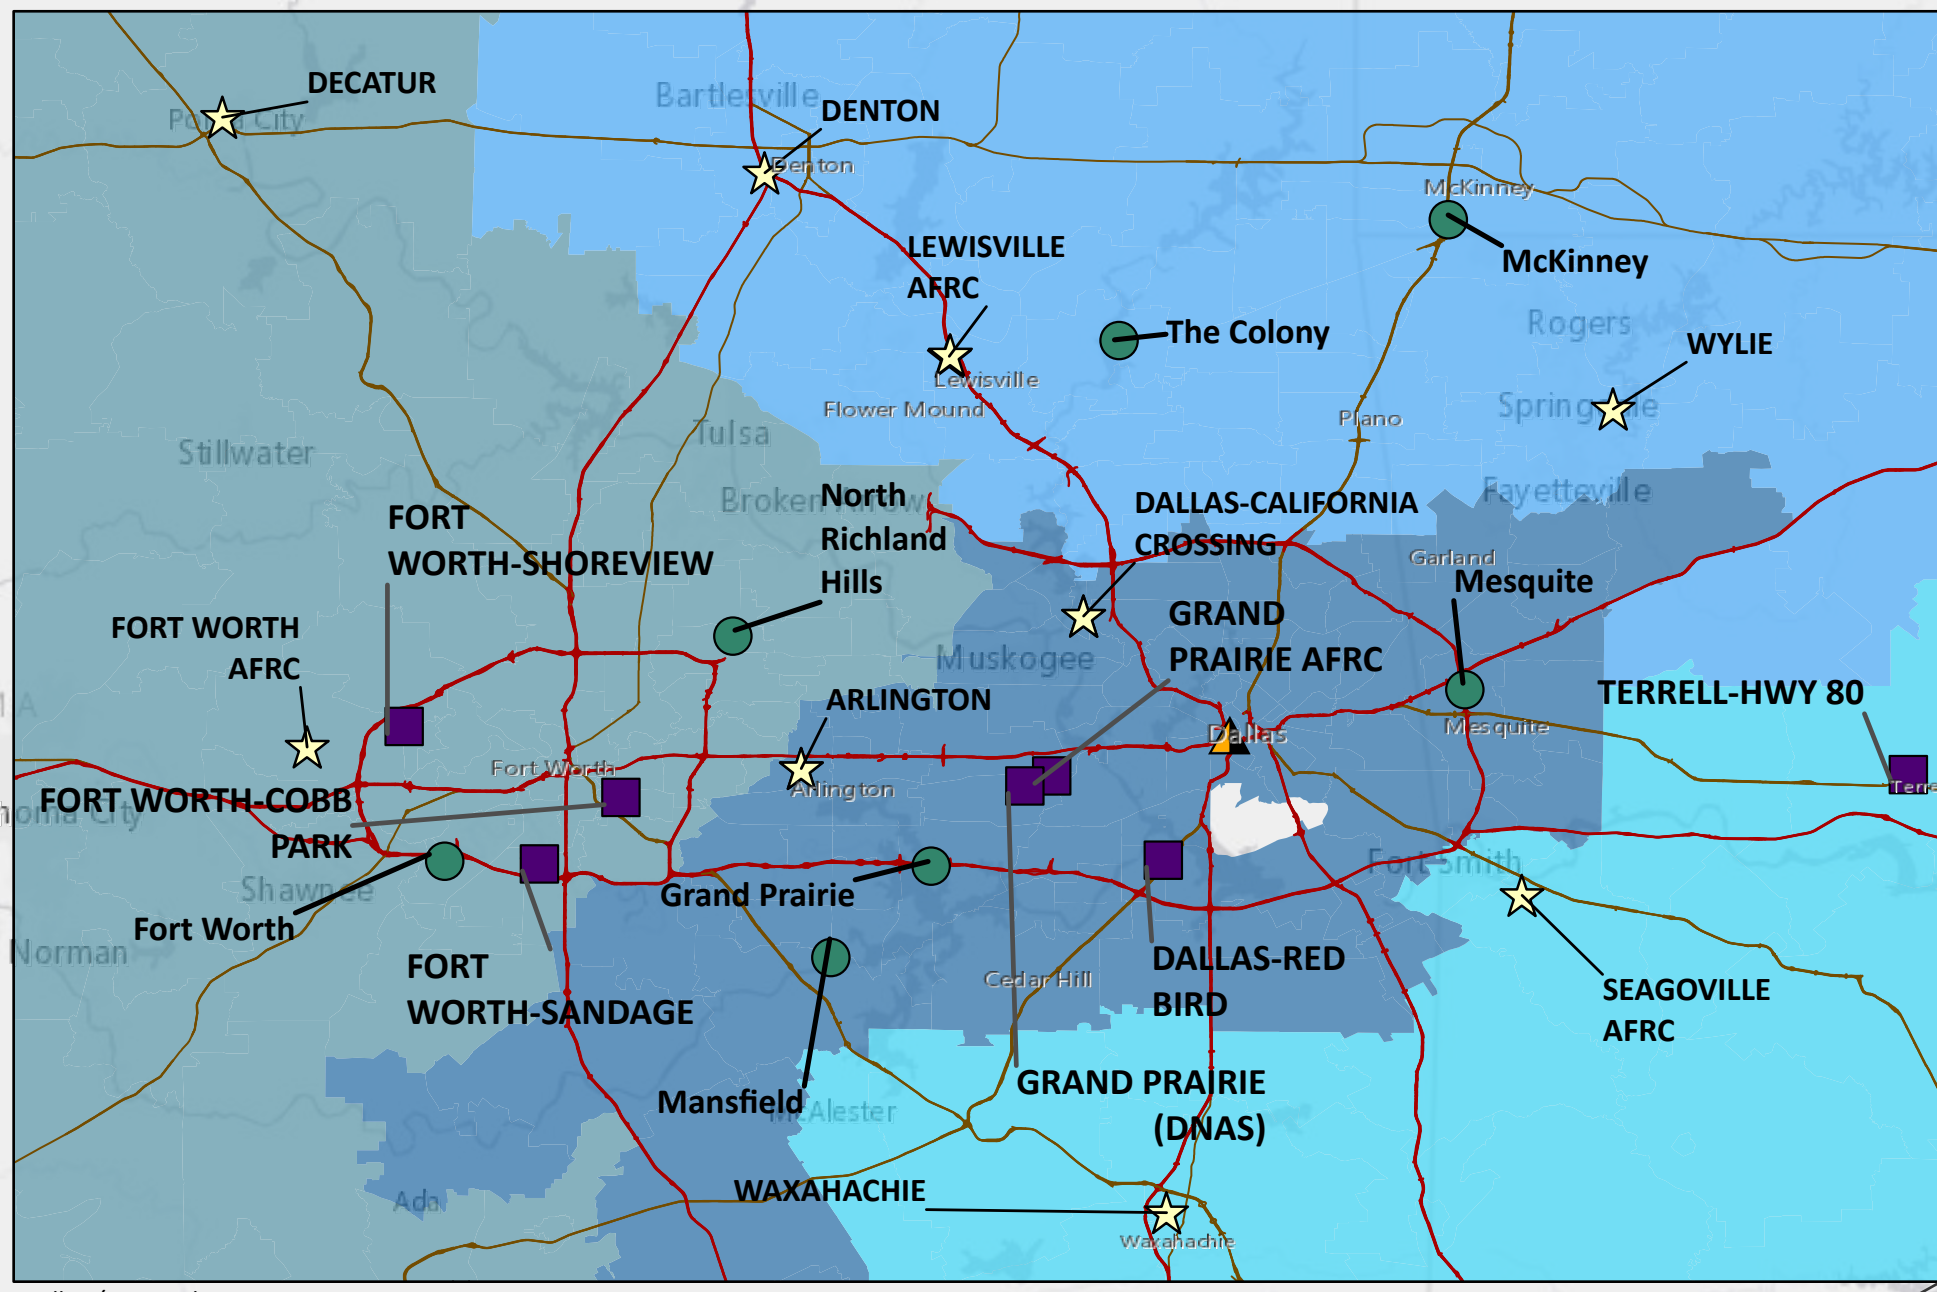 DECATUR
Bartlesville
DENTON
Ponca City
Denton
McKinney
LEWISVILLE
AFRC
McKinney
The Colony
Rogers
WYLIE
Lewisville
Flower Mound
Plano
Springdale
Tulsa
Stillwater
Broken Arrow
North
Richland
Hills
DALLAS-CALIFORNIA
CROSSING
Fayetteville
FORT
WORTH-SHOREVIEW
Garland
Mesquite
GRAND
PRAIRIE AFRC
FORT WORTH
AFRC
Muskogee
ARLINGTON
TERRELL-HWY 80
Dallas
Mesquite
Fort Worth
Arlington
FORT WORTH-COBB
PARK
Shawnee
Fort Smith
Grand Prairie
Fort Worth
Norman
FORT
WORTH-SANDAGE
Cedar Hill
DALLAS-RED
BIRD
SEAGOVILLE
AFRC
Mansfield
McAlester
GRAND PRAIRIE
(DNAS)
Ada
WAXAHACHIE
Waxahachie